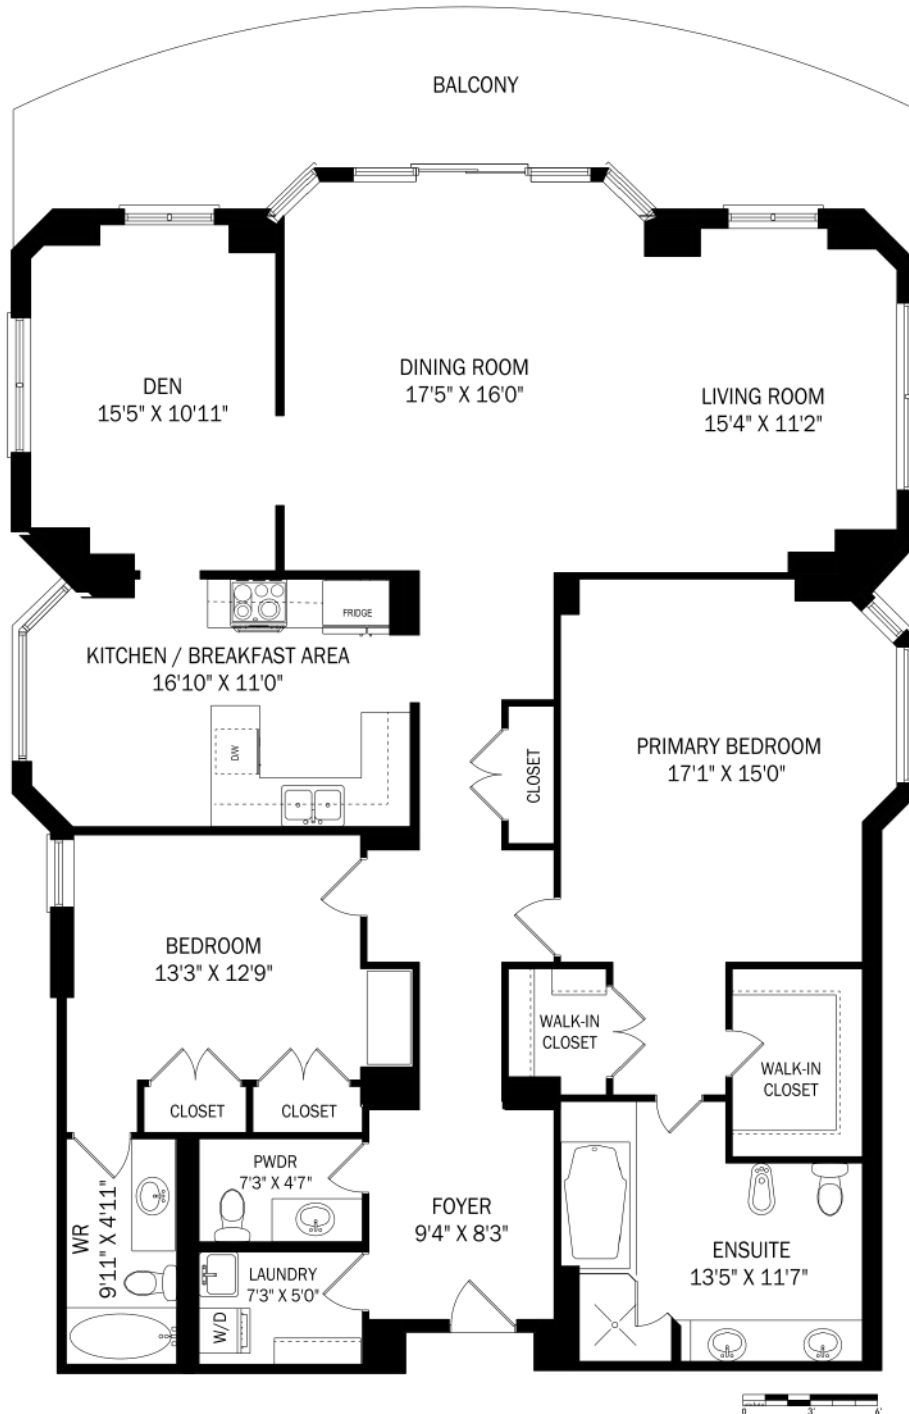 BALCONY
DEN
15'5" X 10'11"
DINING ROOM
17'5" X 16'0"
LIVING ROOM
15'4" X 11'2"
FRIDGE
KITCHEN / BREAKFAST AREA
16'10" X 11'0"
D/W
CLOSET
PRIMARY BEDROOM
17'1" X 15'0"
BEDROOM
13'3" X 12'9"
WALK-IN
CLOSET
WALK-IN
CLOSET
CLOSET
CLOSET
PWDR
7'3" X 4'7"
WR
9'11" X 4'11"
FOYER
9'4" X 8'3"
ENSUITE
13'5" X 11'7"
LAUNDRY
7'3" X 5'0"
W/D
0 3' 6'